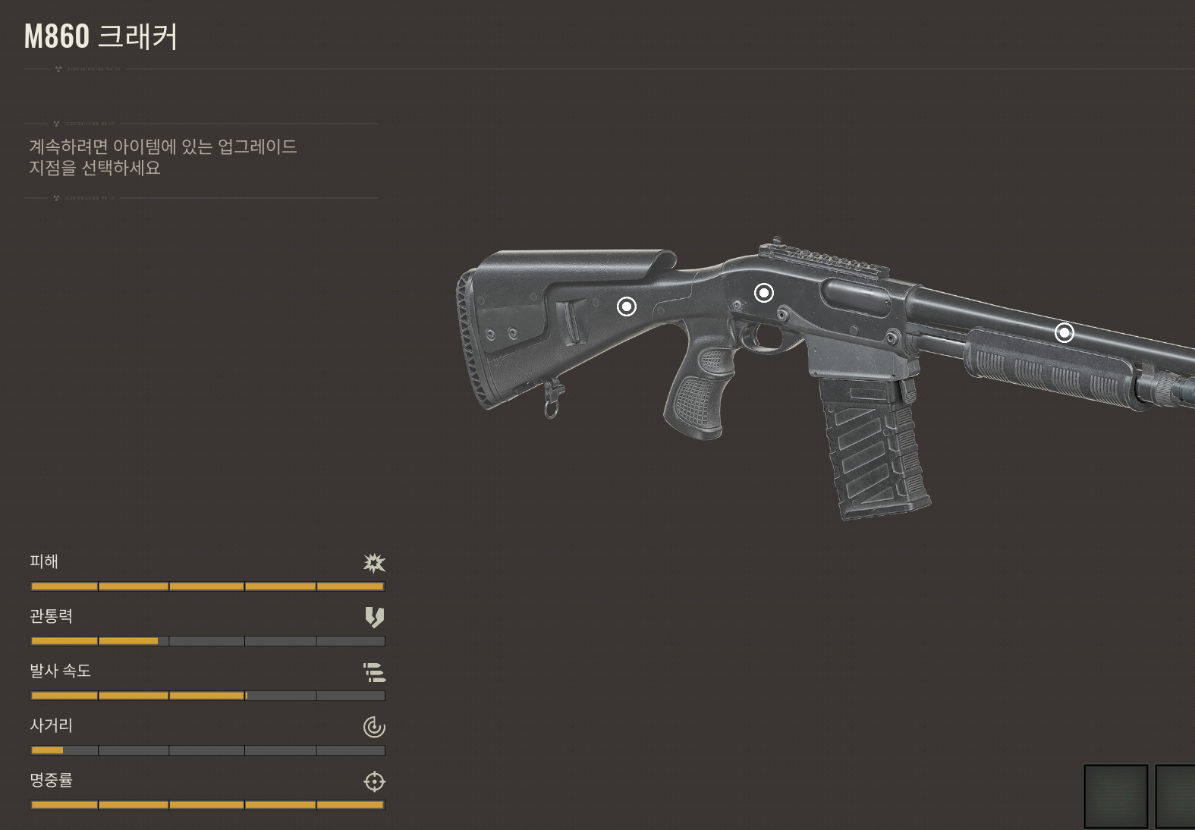 M860 크래커
계속하려면 아이템에 있는 업그레이드
지점을 선택하세요
피해
관통력
발사 속도
사거리
명중률